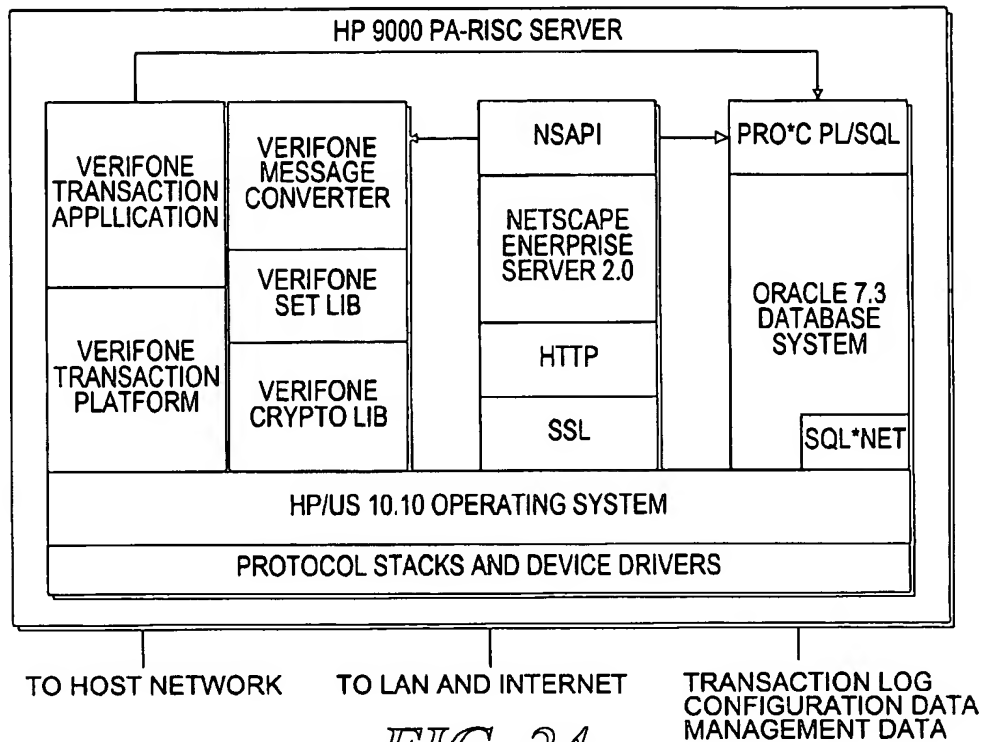 HP 9000 PA-RISC SERVER
VERIFONE
TRANSACTION
APPLLICATION
VERIFONE
TRANSACTION
PLATFORM
VERIFONE
MESSAGE
CONVERTER
VERIFONE
SET LIB
VERIFONE
CRYPTO LIB
NSAPI
NETSCAPE
ENERPRISE
SERVER 2.0
HTTP
SSL
PRO*C PL/SQL
ORACLE 7.3
DATABASE
SYSTEM
SQL*NET
HP/US 10.10 OPERATING SYSTEM
PROTOCOL STACKS AND DEVICE DRIVERS
TO HOST NETWORK
TO LAN AND INTERNET
TRANSACTION LOG
CONFIGURATION DATA
MANAGEMENT DATA